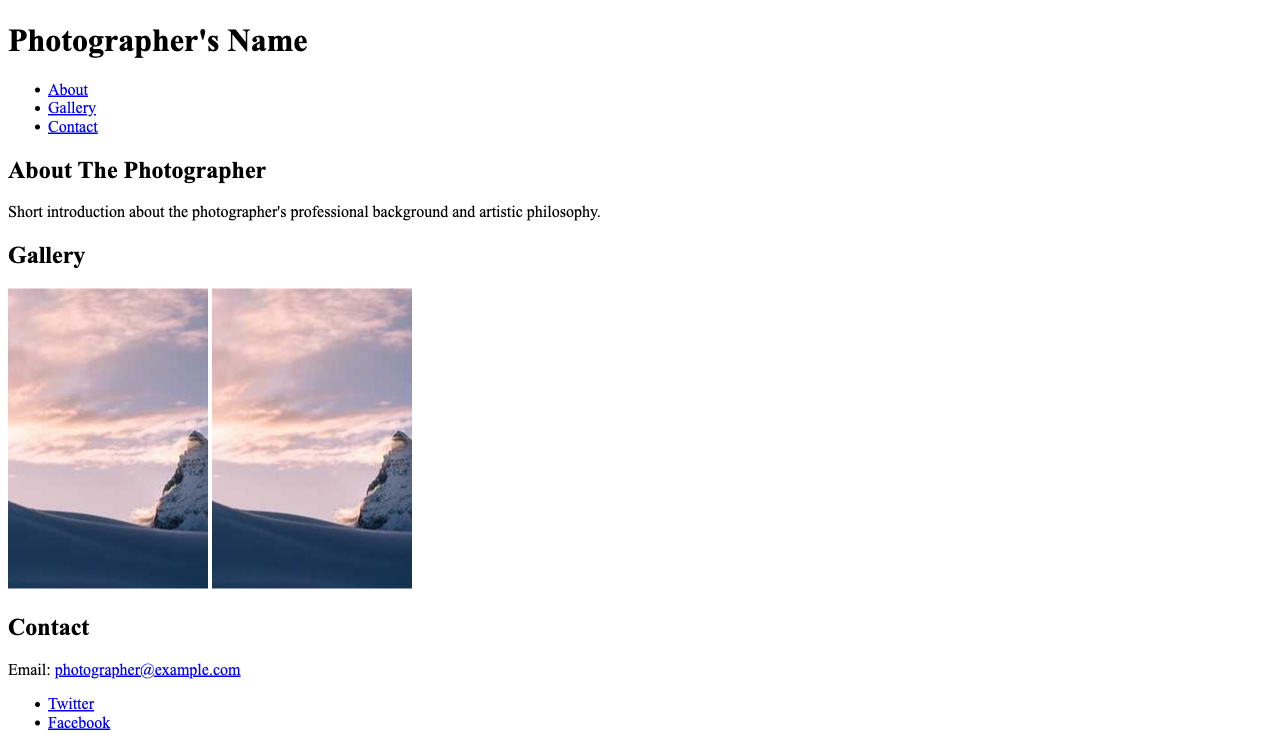 Photographer's Name
About
Gallery
Contact
About The Photographer
Short introduction about the photographer's professional background and artistic philosophy.
Gallery
Contact
Email: photographer@example.com
Twitter
Facebook